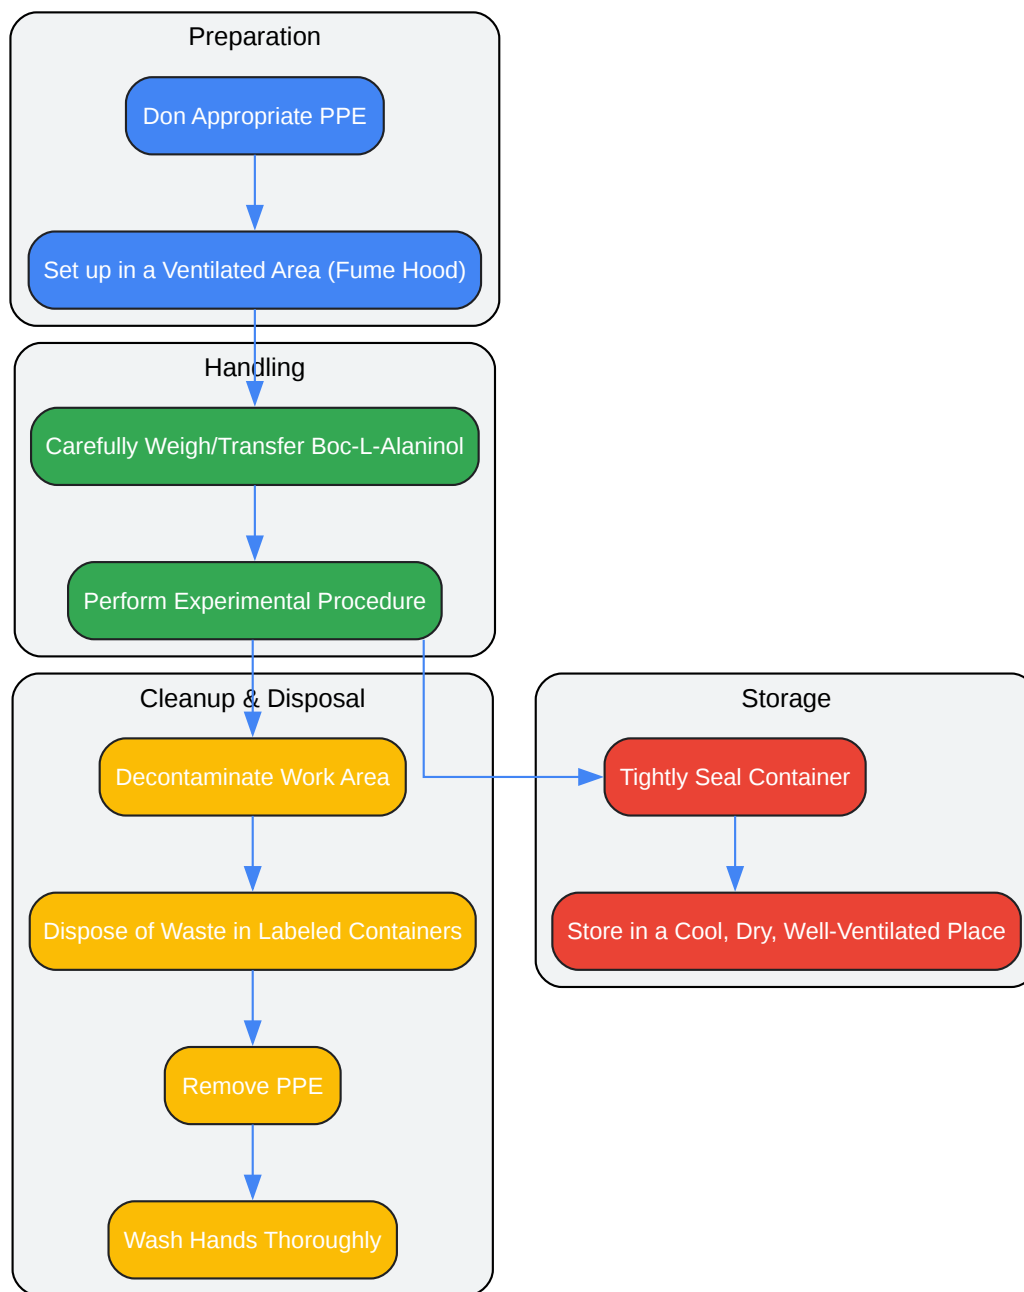 Preparation
Don Appropriate PPE
Set up in a Ventilated Area (Fume Hood)
Handling
Carefully Weigh/Transfer Boc-L-Alaninol
Perform Experimental Procedure
Cleanup & Disposal
Decontaminate Work Area
Dispose of Waste in Labeled Containers
Remove PPE
Wash Hands Thoroughly
Storage
Tightly Seal Container
Store in a Cool, Dry, Well-Ventilated Place